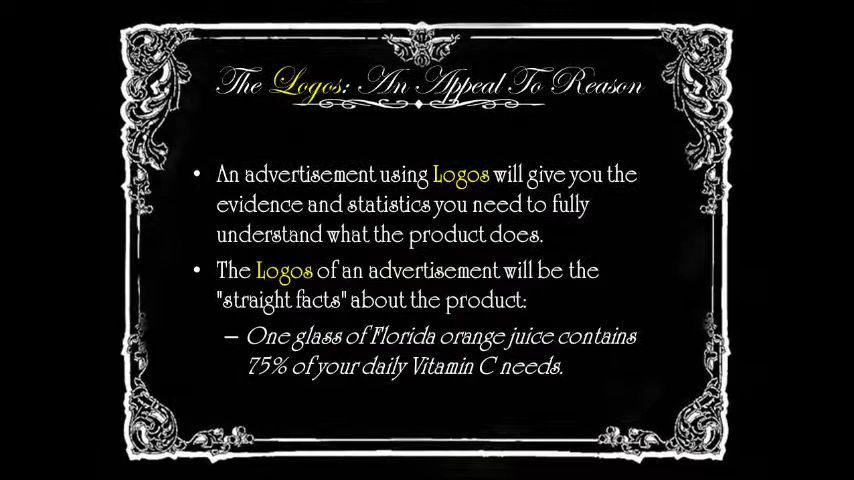 The Logos: An Appeal To Reason
• An advertisement using Logos will give you the
evidence and statistics you need to fully
understand what the product does.
• The Logos of an advertisement will be the
"straight facts" about the product:
– One glass of Florida orange juice contains
75% of your daily Vitamin C needs.